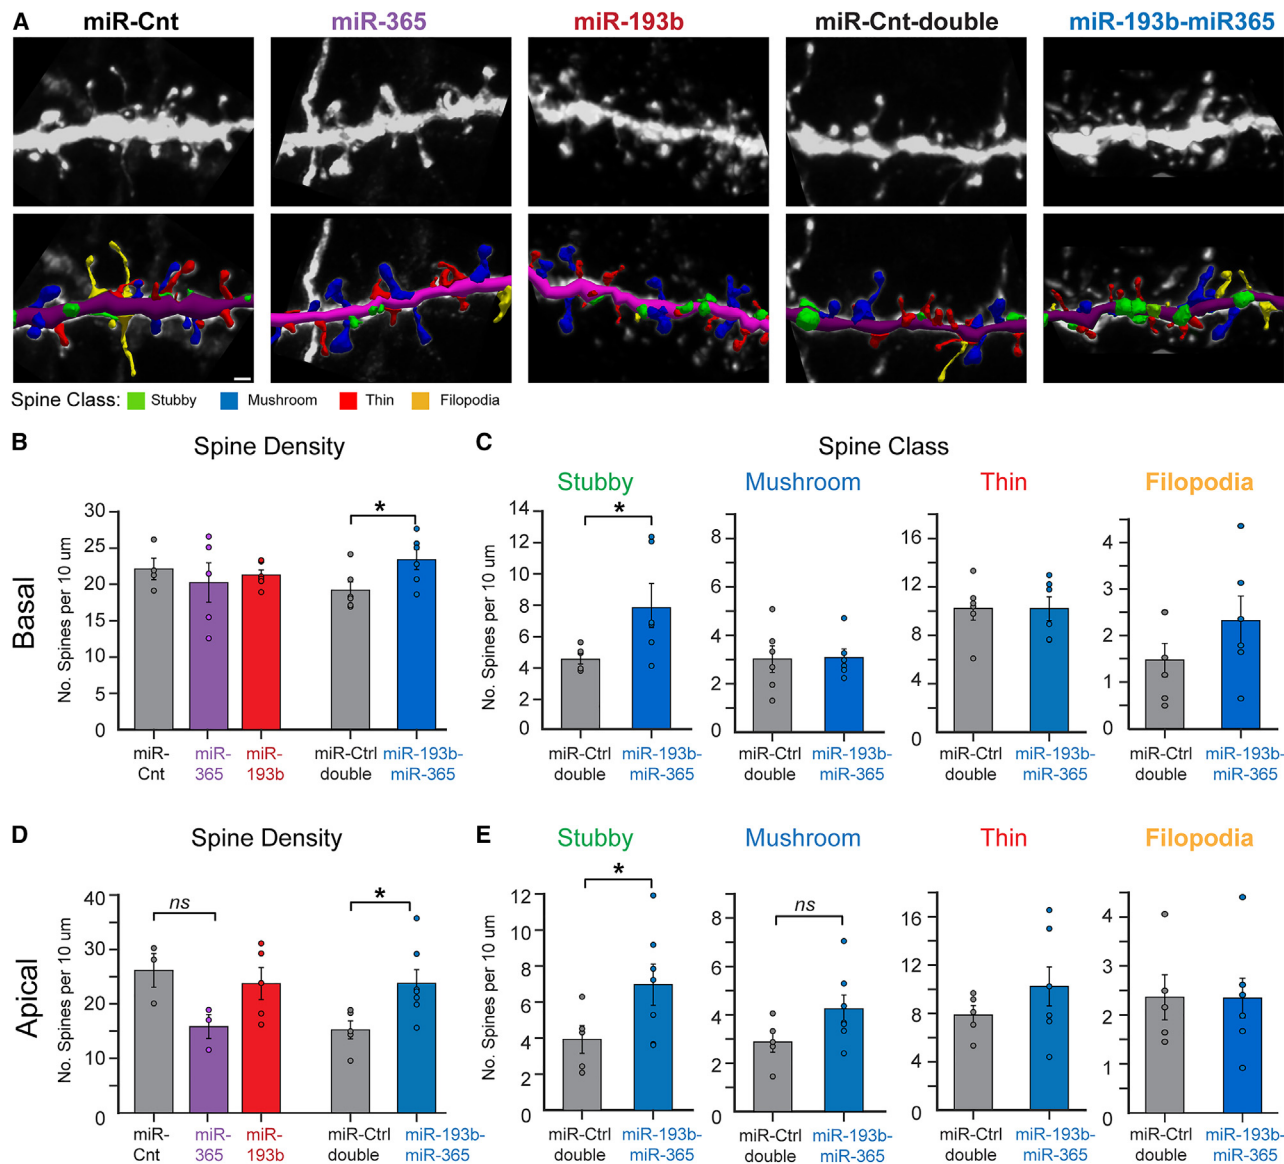 A
miR-Cnt
miR-365
miR-193b
miR-Cnt-double
miR-193b-miR365
Spine Class: Stubby Mushroom Thin Filopodia
B
Spine Density
Basal
No. Spines per 10 um
30
25
20
15
10
5
0
*
miR-
Cnt
miR-
365
miR-
193b
miR-Ctrl
double
miR-193b-
miR-365
C
Spine Class
Stubby
No. Spines per 10 um
14
12
10
8
6
4
2
0
*
miR-Ctrl
double
miR-193b-
miR-365
Mushroom
8
6
4
2
0
miR-Ctrl
double
miR-193b-
miR-365
Thin
16
12
8
4
0
miR-Ctrl
double
miR-193b-
miR-365
Filopodia
4
3
2
1
0
miR-Ctrl
double
miR-193b-
miR-365
D
Spine Density
Apical
No. Spines per 10 um
40
30
20
10
0
ns
*
miR-
Cnt
miR-
365
miR-
193b
miR-Ctrl
double
miR-193b-
miR-365
E
Stubby
No. Spines per 10 um
12
10
8
6
4
2
0
*
miR-Ctrl
double
miR-193b-
miR-365
Mushroom
8
6
4
2
0
ns
miR-Ctrl
double
miR-193b-
miR-365
Thin
16
12
8
4
0
miR-Ctrl
double
miR-193b-
miR-365
Filopodia
4
3
2
1
0
miR-Ctrl
double
miR-193b-
miR-365